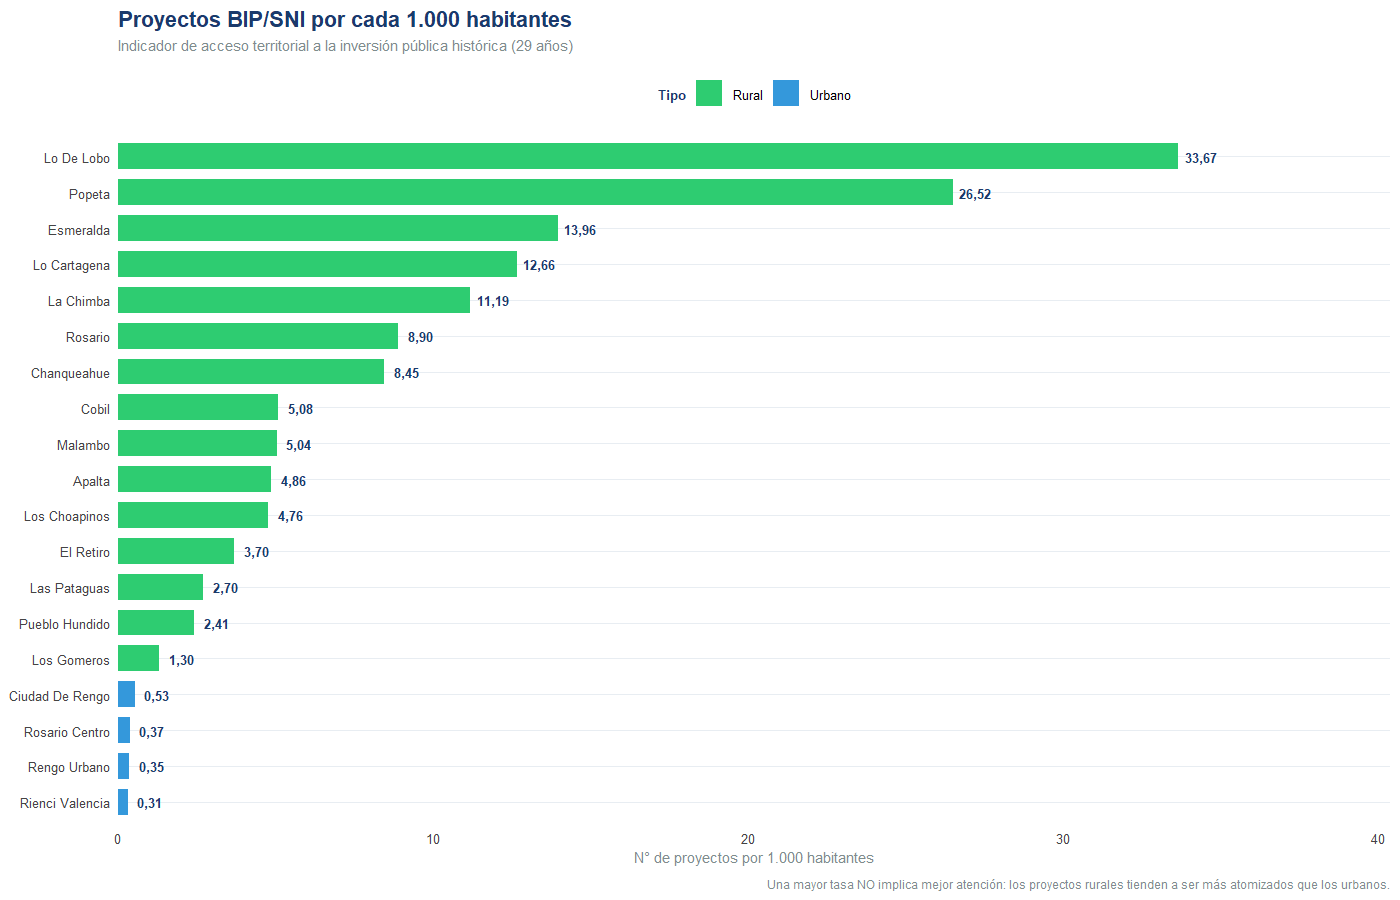 Proyectos BIP/SNI por cada 1.000 habitantes
Indicador de acceso territorial a la inversión pública histórica (29 años)
Tipo Rural Urbano
Lo De Lobo 33,67
Popeta 26,52
Esmeralda 13,96
Lo Cartagena 12,66
La Chimba 11,19
Rosario 8,90
Chanqueahue 8,45
Cobil 5,08
Malambo 5,04
Apalta 4,86
Los Choapinos 4,76
El Retiro 3,70
Las Pataguas 2,70
Pueblo Hundido 2,41
Los Gomeros 1,30
Ciudad De Rengo 0,53
Rosario Centro 0,37
Rengo Urbano 0,35
Rienci Valencia 0,31
0 10 20 30 40
N° de proyectos por 1.000 habitantes
Una mayor tasa NO implica mejor atención: los proyectos rurales tienden a ser más atomizados que los urbanos.